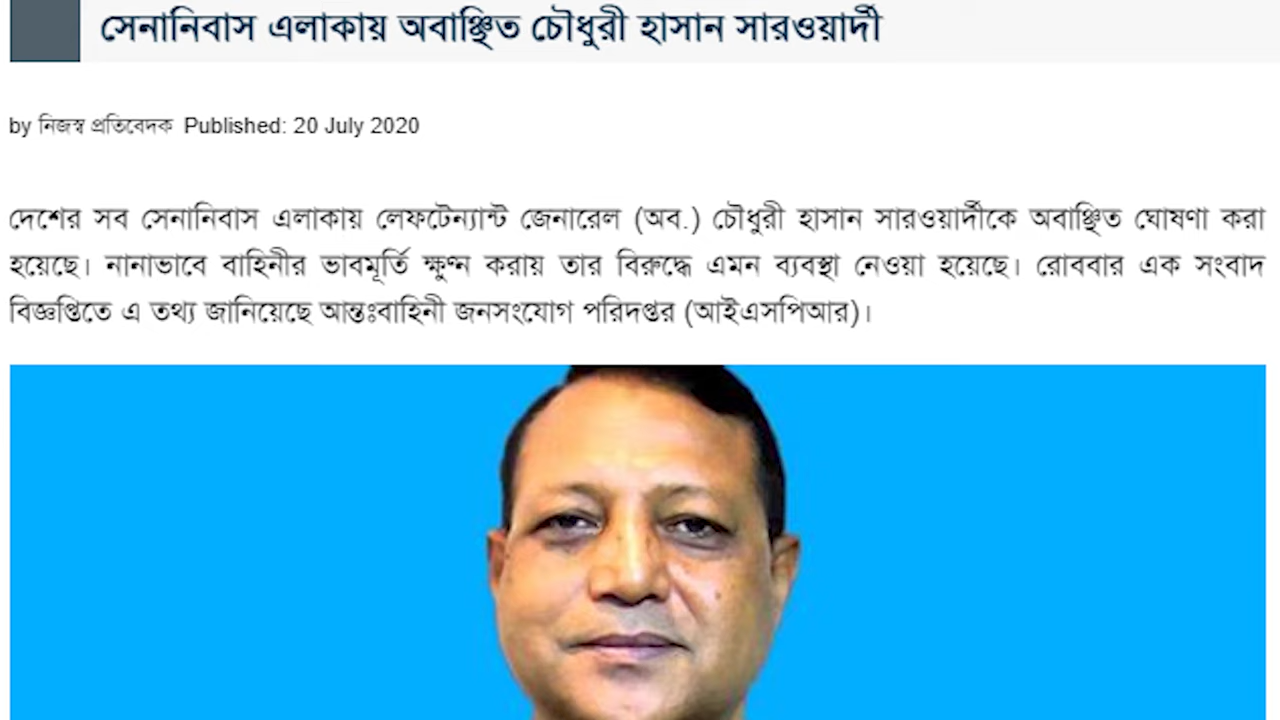 সেনানিবাস এলাকায় অবাঞ্ছিত চৌধুরী হাসান সারওয়ার্দী
by নিজস্ব প্রতিবেদক Published: 20 July 2020
দেশের সব সেনানিবাস এলাকায় লেফটেন্যান্ট জেনারেল (অব.) চৌধুরী হাসান সারওয়ার্দীকে অবাঞ্ছিত ঘোষণা করা
হয়েছে। নানাভাবে বাহিনীর ভাবমূর্তি ক্ষুণ্ন করায় তার বিরুদ্ধে এমন ব্যবস্থা নেওয়া হয়েছে। রোববার এক সংবাদ
বিজ্ঞপ্তিতে এ তথ্য জানিয়েছে আন্তঃবাহিনী জনসংযোগ পরিদপ্তর (আইএসপিআর)।